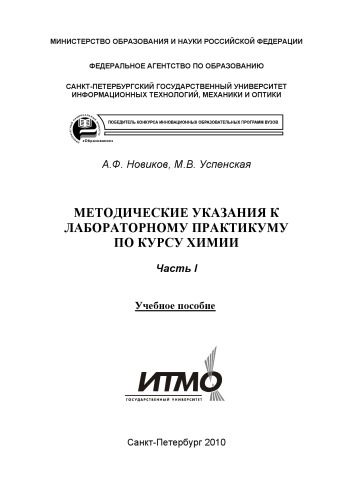 МИНИСТЕРСТВО ОБРАЗОВАНИЯ И НАУКИ РОССИЙСКОЙ ФЕДЕРАЦИИ
ФЕДЕРАЛЬНОЕ АГЕНТСТВО ПО ОБРАЗОВАНИЮ
САНКТ-ПЕТЕРБУРГСКИЙ ГОСУДАРСТВЕННЫЙ УНИВЕРСИТЕТ
ИНФОРМАЦИОННЫХ ТЕХНОЛОГИЙ, МЕХАНИКИ И ОПТИКИ
ПОБЕДИТЕЛЬ КОНКУРСА ИННОВАЦИОННЫХ ОБРАЗОВАТЕЛЬНЫХ ПРОГРАММ ВУЗОВ
«Образование»
А.Ф. Новиков, М.В. Успенская
МЕТОДИЧЕСКИЕ УКАЗАНИЯ К
ЛАБОРАТОРНОМУ ПРАКТИКУМУ
ПО КУРСУ ХИМИИ
Часть I
Учебное пособие
ИТМО
ГОСУДАРСТВЕННЫЙ УНИВЕРСИТЕТ
Санкт-Петербург 2010